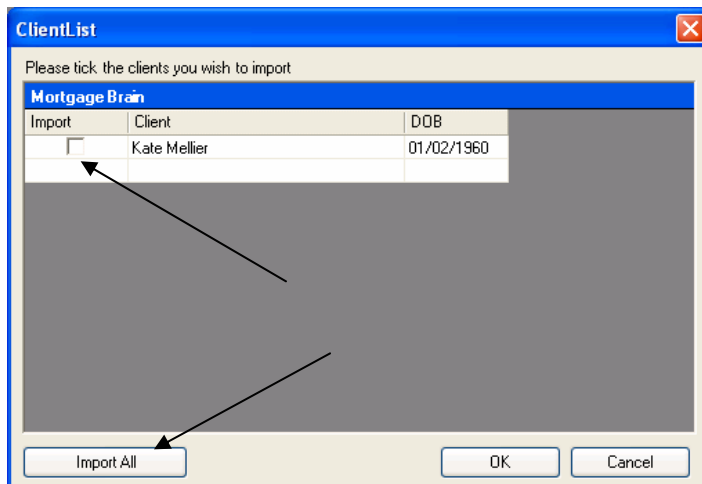 ClientList
Please tick the clients you wish to import
Mortgage Brain
Import Client DOB
Kate Mellier 01/02/1960
Import All OK Cancel